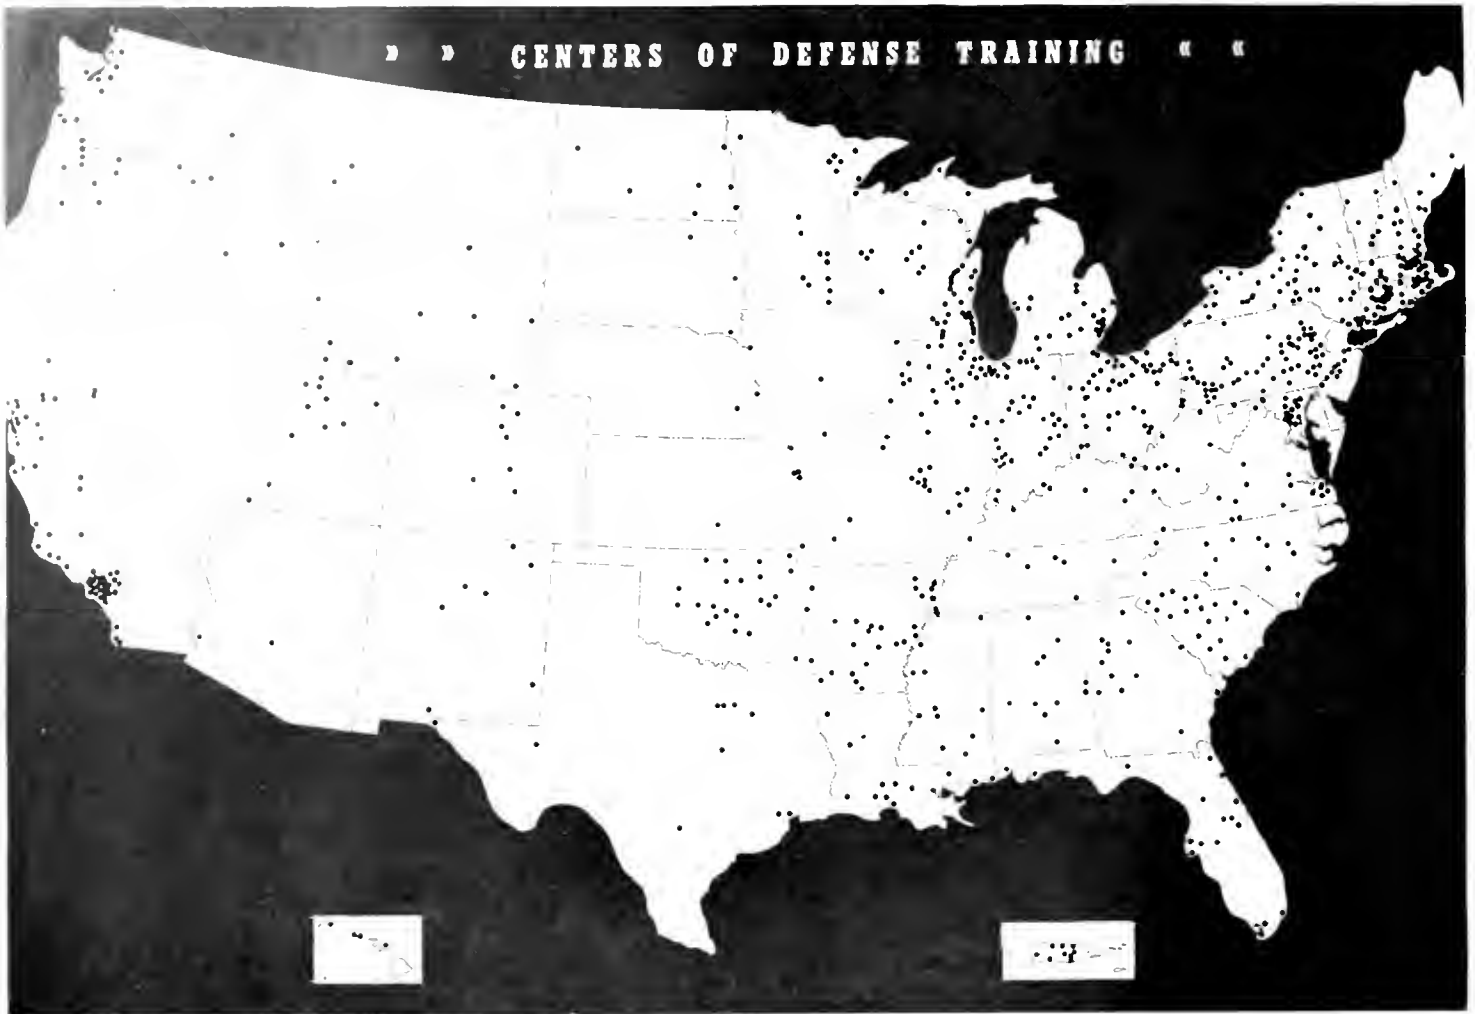 » » CENTERS OF DEFENSE TRAINING « «